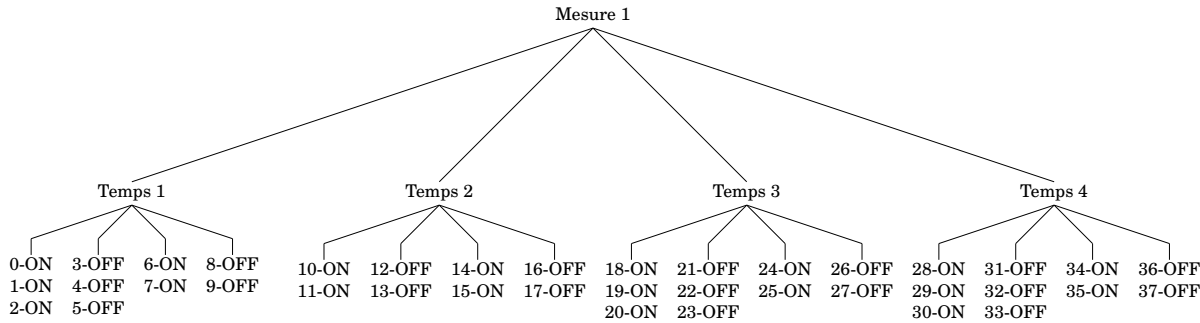 Mesure 1
Temps 1 Temps 2 Temps 3 Temps 4
0-ON 3-OFF 6-ON 8-OFF
1-ON 4-OFF 7-ON 9-OFF
2-ON 5-OFF
10-ON 12-OFF 14-ON 16-OFF
11-ON 13-OFF 15-ON 17-OFF
18-ON 21-OFF 24-ON 26-OFF
19-ON 22-OFF 25-ON 27-OFF
20-ON 23-OFF
28-ON 31-OFF 34-ON 36-OFF
29-ON 32-OFF 35-ON 37-OFF
30-ON 33-OFF